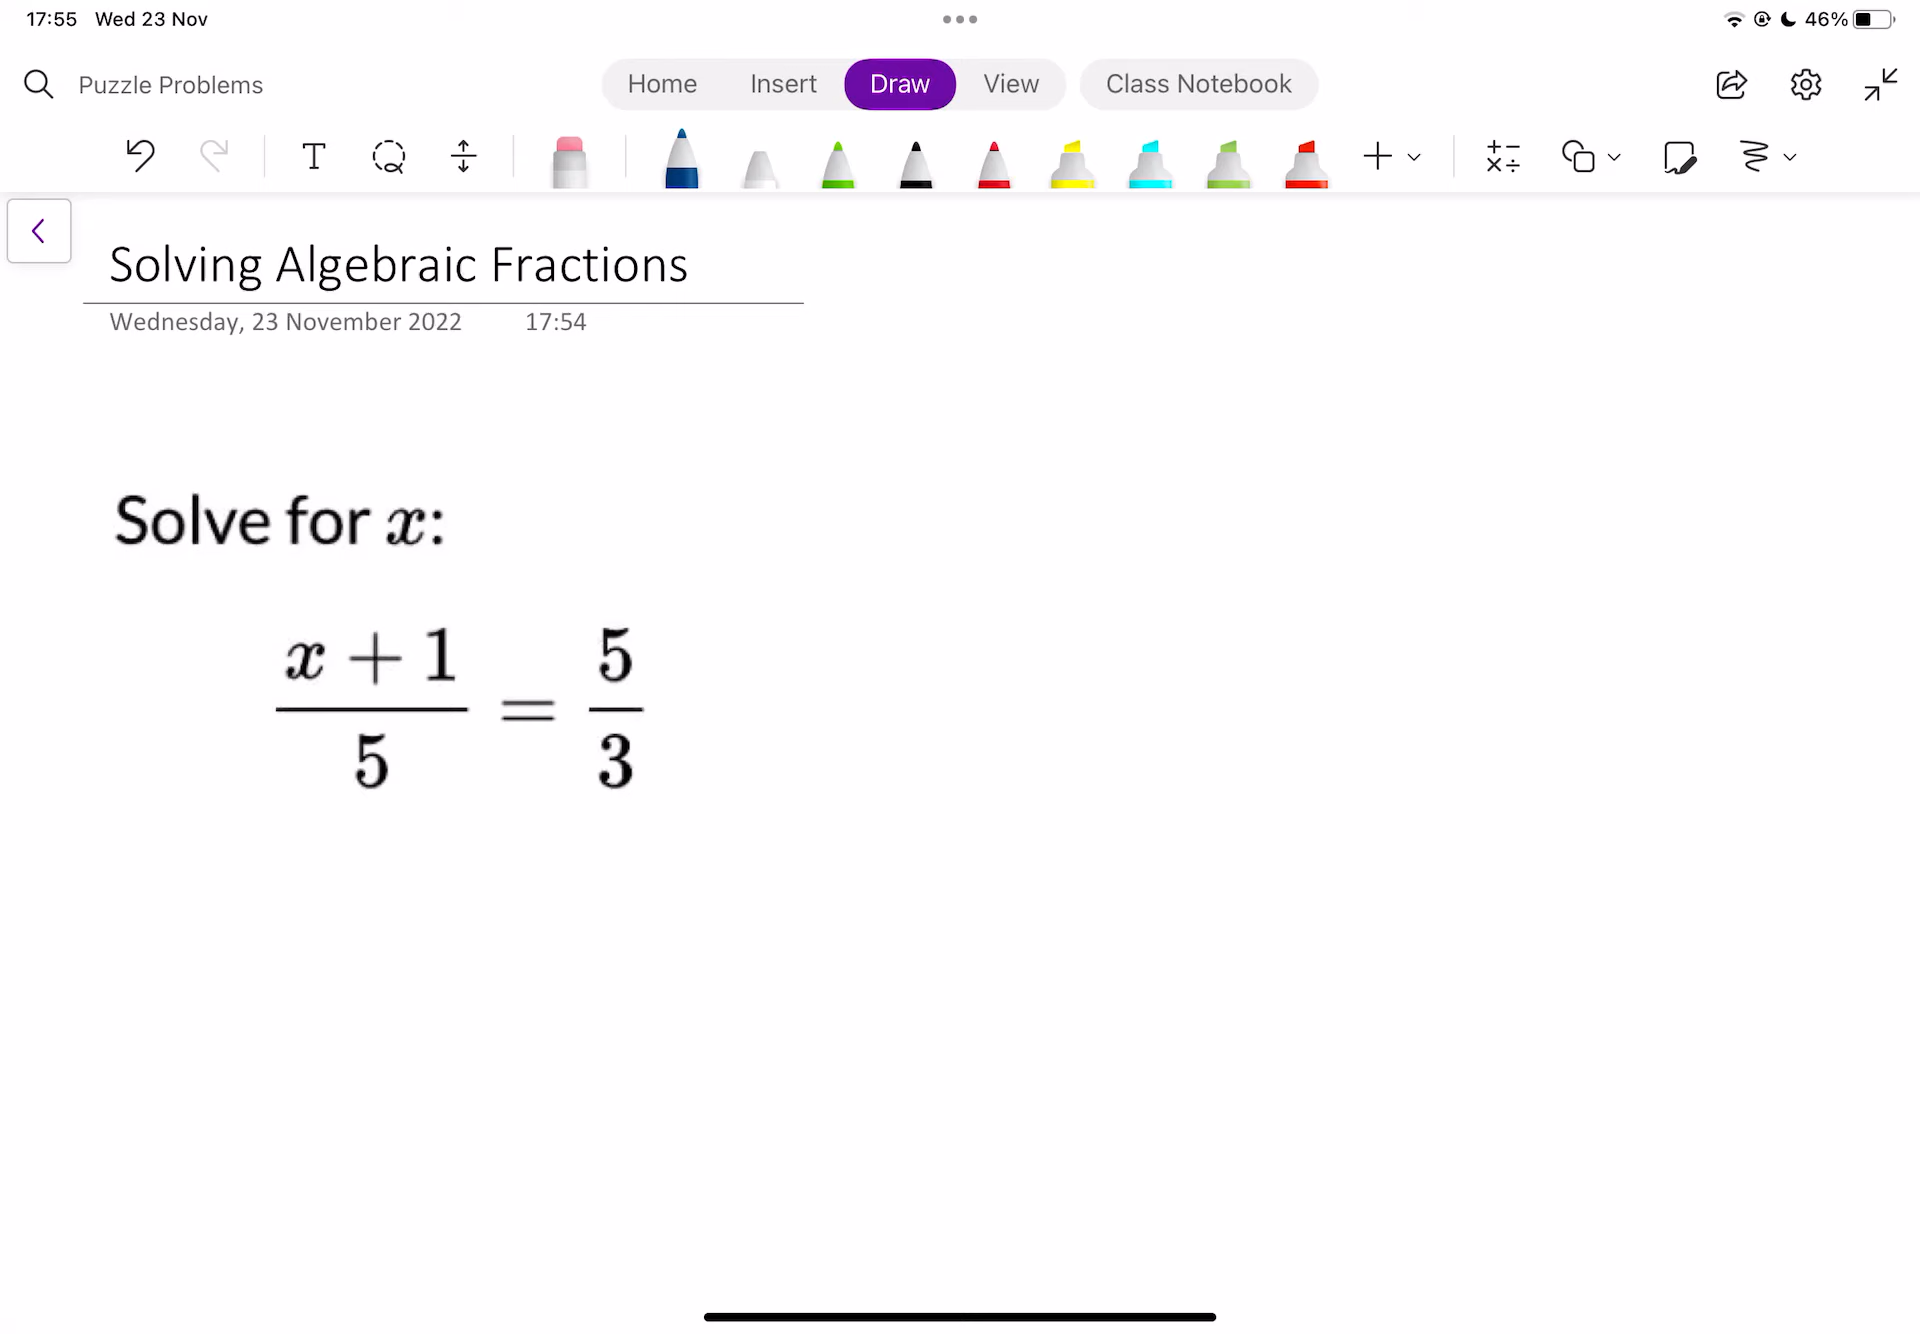 17:55 Wed 23 Nov
46%
Puzzle Problems
Home Insert Draw View Class Notebook
T
Solving Algebraic Fractions
Wednesday, 23 November 2022 17:54
Solve for x:
x + 1
5
=
5
3